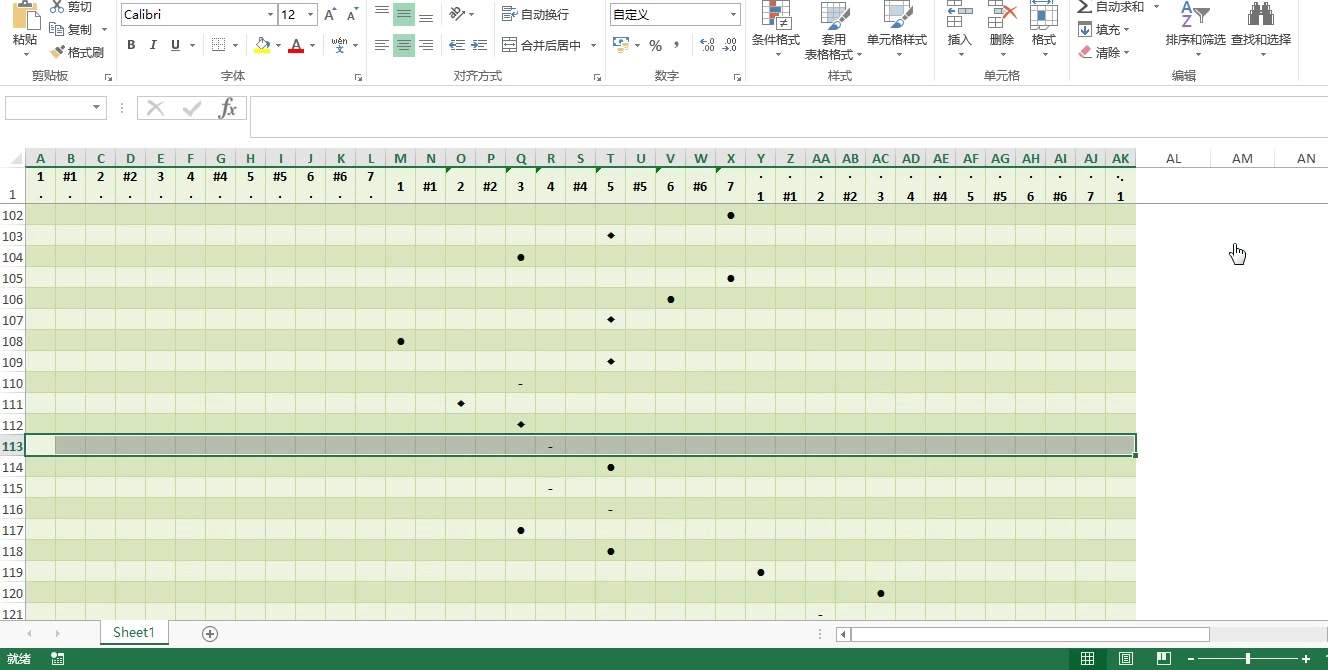 剪切
Calibri 12 A A 自动换行 自定义
粘贴 复制 条件格式 套用 单元格样式 插入 删除 格式 自动求和 排序和筛选 查找和选择
格式刷 B I U A wén 合并后居中 % , 表格格式 填充
清除
剪贴板 字体 对齐方式 数字 样式 单元格 编辑
fx
A B C D E F G H I J K L M N O P Q R S T U V W X Y Z AA AB AC AD AE AF AG AH AI AJ AK AL AM AN
1 1 #1 2 #2 3 4 #4 5 #5 6 #6 7 1 #1 2 #2 3 4 #4 5 #5 6 #6 7 1 #1 2 #2 3 4 #4 5 #5 6 #6 7 1
102 ●
103 ◆
104 ●
105 ●
106 ●
107 ◆
108 ●
109 ◆
110 -
111 ◆
112 ◆
113 -
114 ●
115 -
116 -
117 ●
118 ●
119 ●
120 ●
121 -
Sheet1
就绪